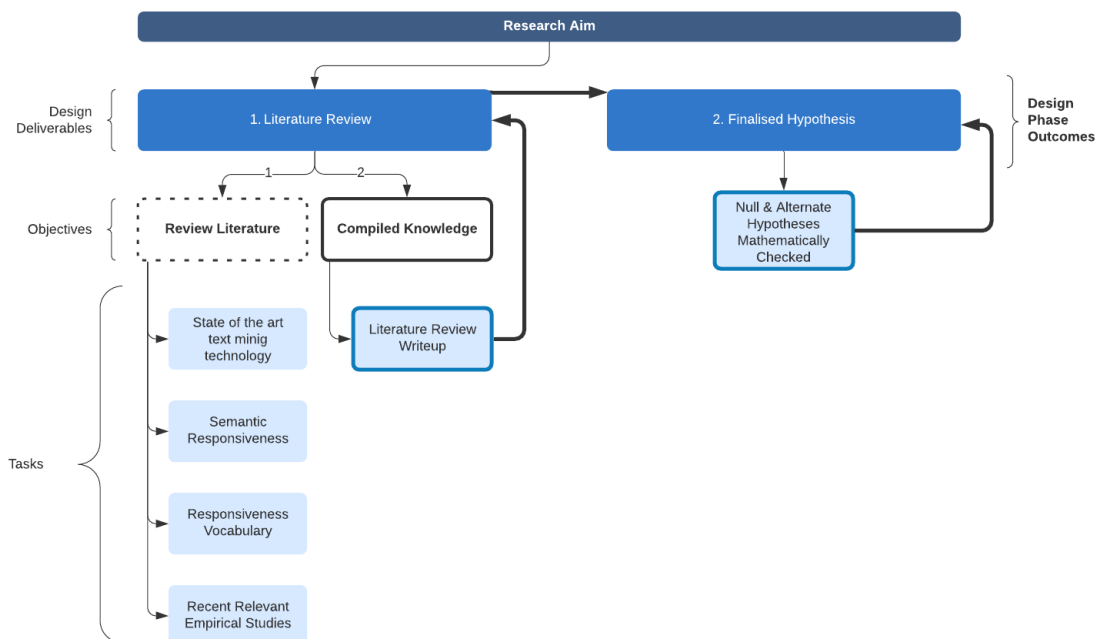 Research Aim
Design
Deliverables
1. Literature Review
2. Finalised Hypothesis
Design
Phase
Outcomes
1
2
Objectives
Review Literature
Compiled Knowledge
Null & Alternate
Hypotheses
Mathematically
Checked
State of the art
text minig
technology
Literature Review
Writeup
Semantic
Responsiveness
Tasks
Responsiveness
Vocabulary
Recent Relevant
Empirical Studies